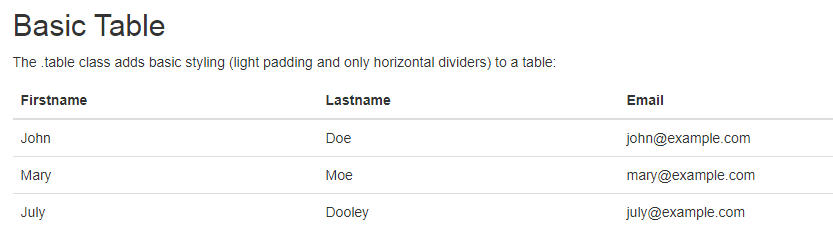 Basic Table
The .table class adds basic styling (light padding and only horizontal dividers) to a table:
Firstname Lastname Email
John Doe john@example.com
Mary Moe mary@example.com
July Dooley july@example.com